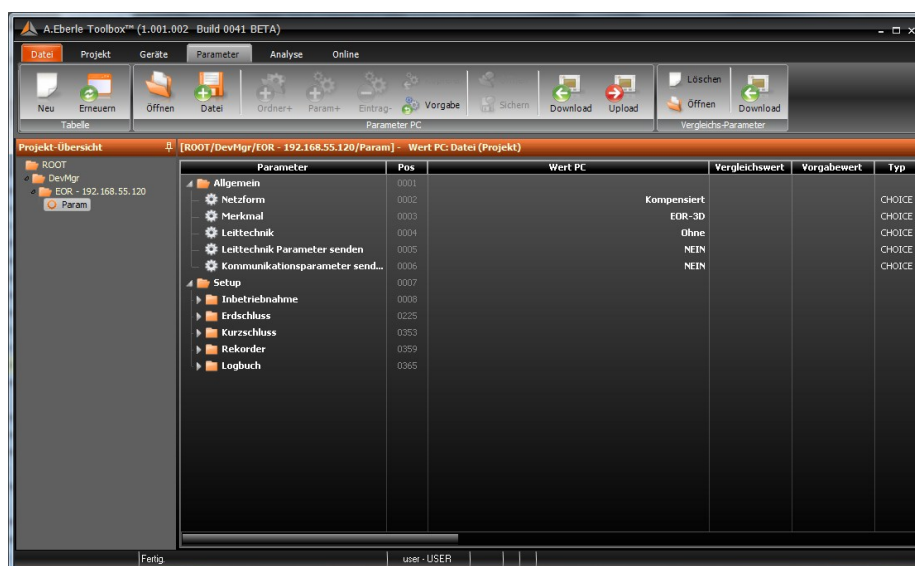 A.Eberle Toolbox™ (1.001.002 Build 0041 BETA)
Datei Projekt Geräte Parameter Analyse Online
Neu Erneuern Öffnen Datei Ordner+ Param+ Eintrag- Vorgabe Sichern Download Upload Löschen Öffnen Download
Tabelle Parameter PC Vergleichs-Parameter
Projekt-Übersicht [ROOT/DevMgr/EOR - 192.168.55.120/Param] - Wert PC: Datei (Projekt)
ROOT
DevMgr
EOR - 192.168.55.120
Param
Parameter Pos Wert PC Vergleichswert Vorgabewert Typ
Allgemein 0001
Netzform 0002 Kompensiert CHOICE
Merkmal 0003 EOR-3D CHOICE
Leittechnik 0004 Ohne CHOICE
Leittechnik Parameter senden 0005 NEIN CHOICE
Kommunikationsparameter send... 0006 NEIN CHOICE
Setup 0007
Inbetriebnahme 0008
Erdschluss 0225
Kurzschluss 0353
Rekorder 0359
Logbuch 0365
Fertig. user - USER